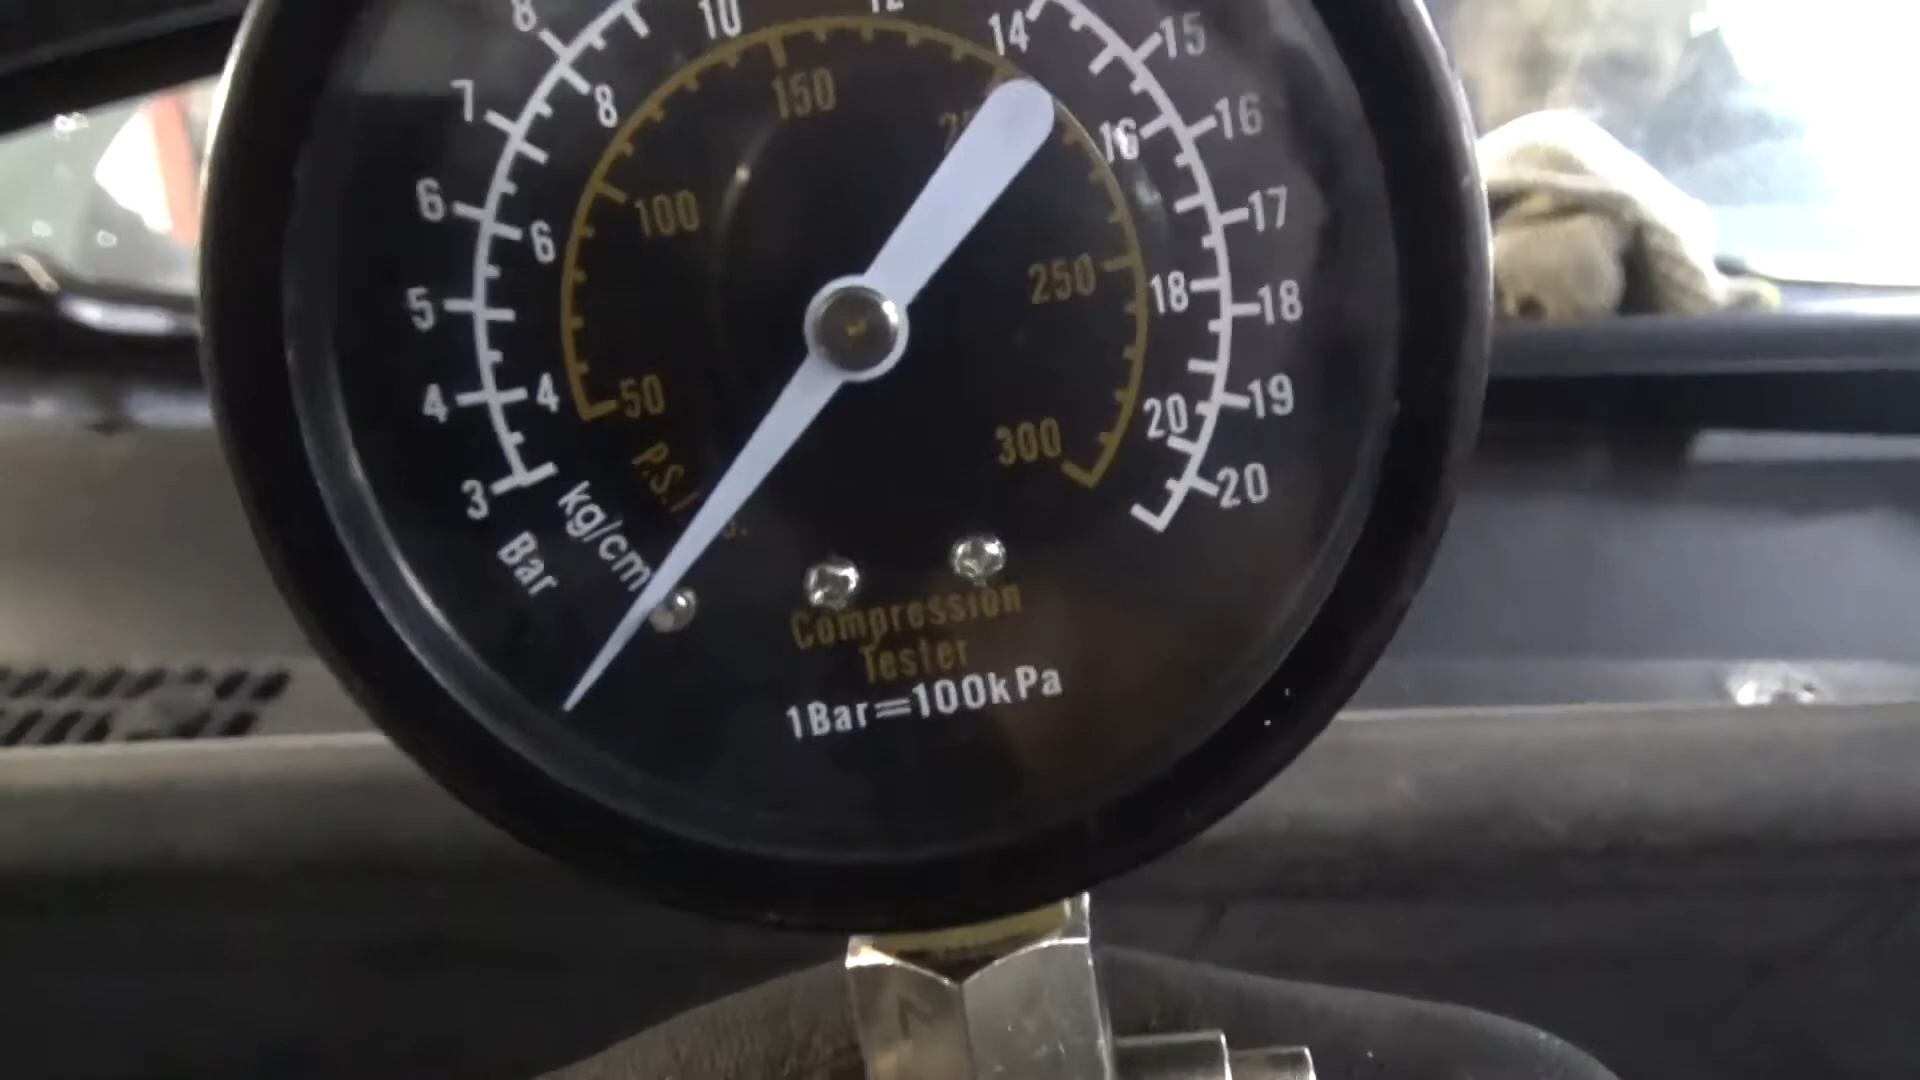 8 10 12 14 15
7 8 150 16 16
6 6 100 17
5 250 18 18
4 4 50 300 20 19
3 20
P.S.I
kg/cm
Bar
Compression
Tester
1Bar=100kPa